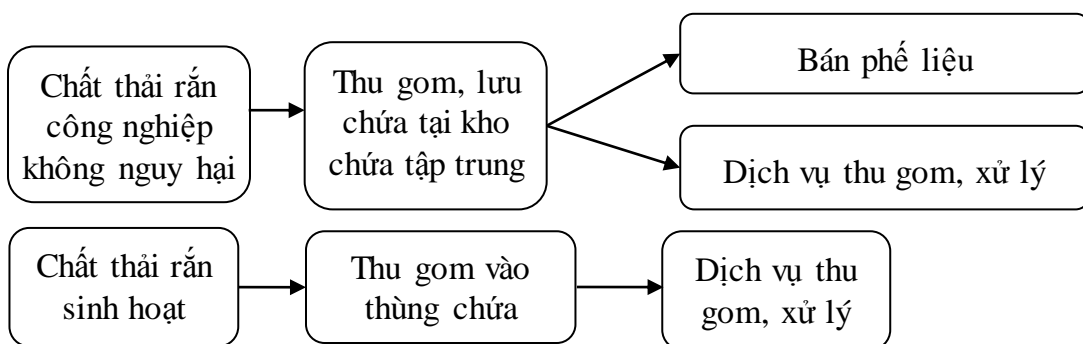 Chất thải rắn
công nghiệp
không nguy hại
Thu gom, lưu
chứa tại kho
chứa tập trung
Bán phế liệu
Dịch vụ thu gom, xử lý
Chất thải rắn
sinh hoạt
Thu gom vào
thùng chứa
Dịch vụ thu
gom, xử lý